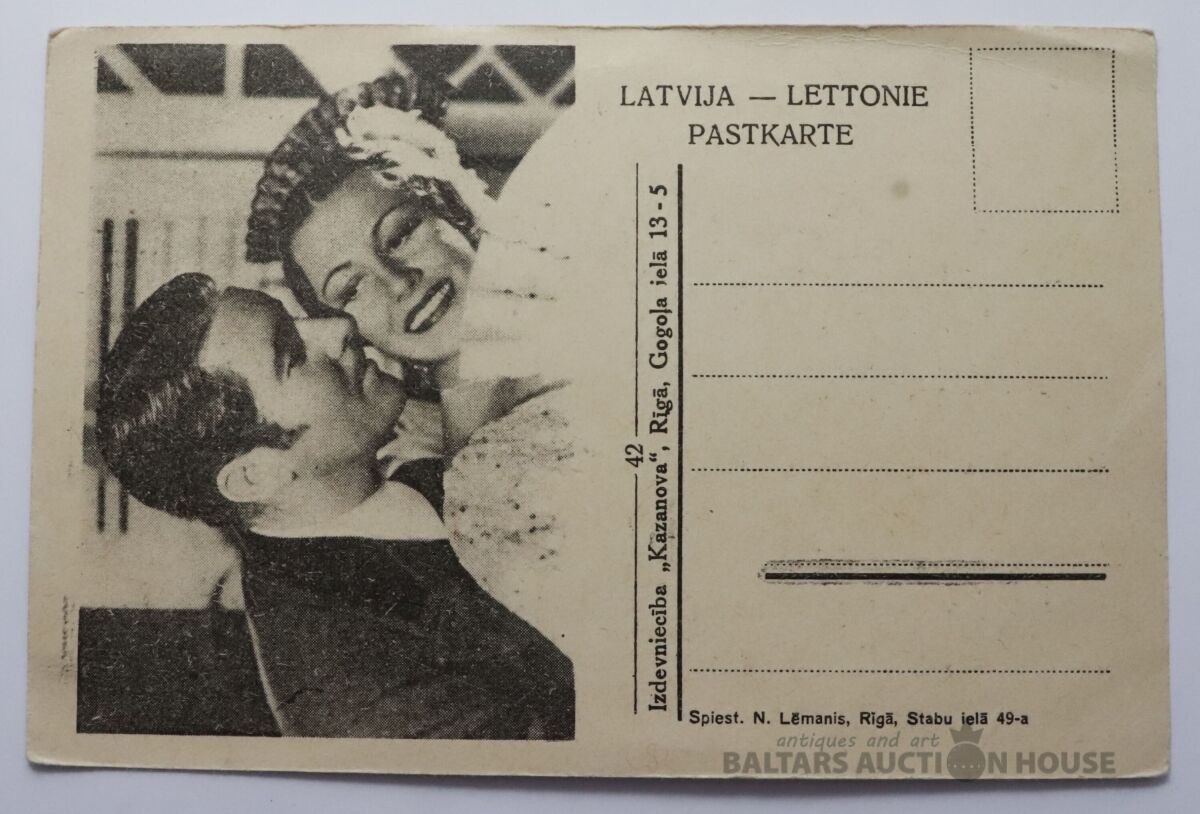 LATVIJA — LETTONIE
PASTKARTE
42
Izdevniecība „Kazanova“, Rīgā, Gogoļa ielā 13 - 5
Spiest. N. Lēmanis, Rīgā, Stabu ielā 49-a
antiques and art
BALTARS AUCTION HOUSE